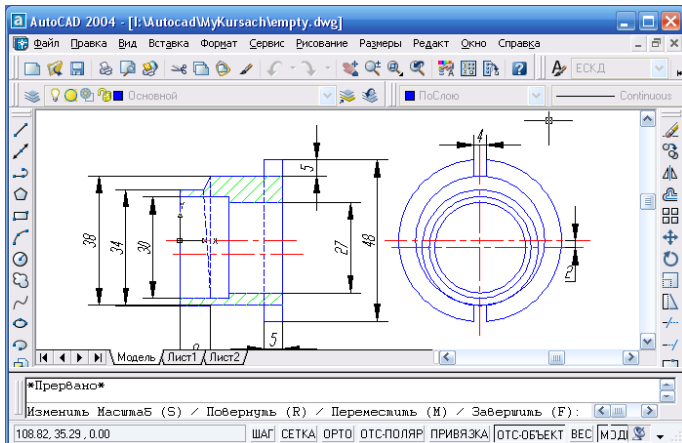 AutoCAD 2004 - [I:\Autocad\MyKursach\empty.dwg]
Файл Правка Вид Вставка Формат Сервис Рисование Размеры Редакт Окно Справка
ЕСКД
Основной ПоСлою Continuous
4
5
38 34 30 27 48
X
2
5
Модель Лист1 Лист2
*Прервано*
Изменить Масштаб (S) / Повернуть (R) / Переместить (M) / Завершить (F):
108.82, 35.29 , 0.00 ШАГ СЕТКА ОРТО ОТС-ПОЛЯР ПРИВЯЗКА ОТС-ОБЪЕКТ ВЕС